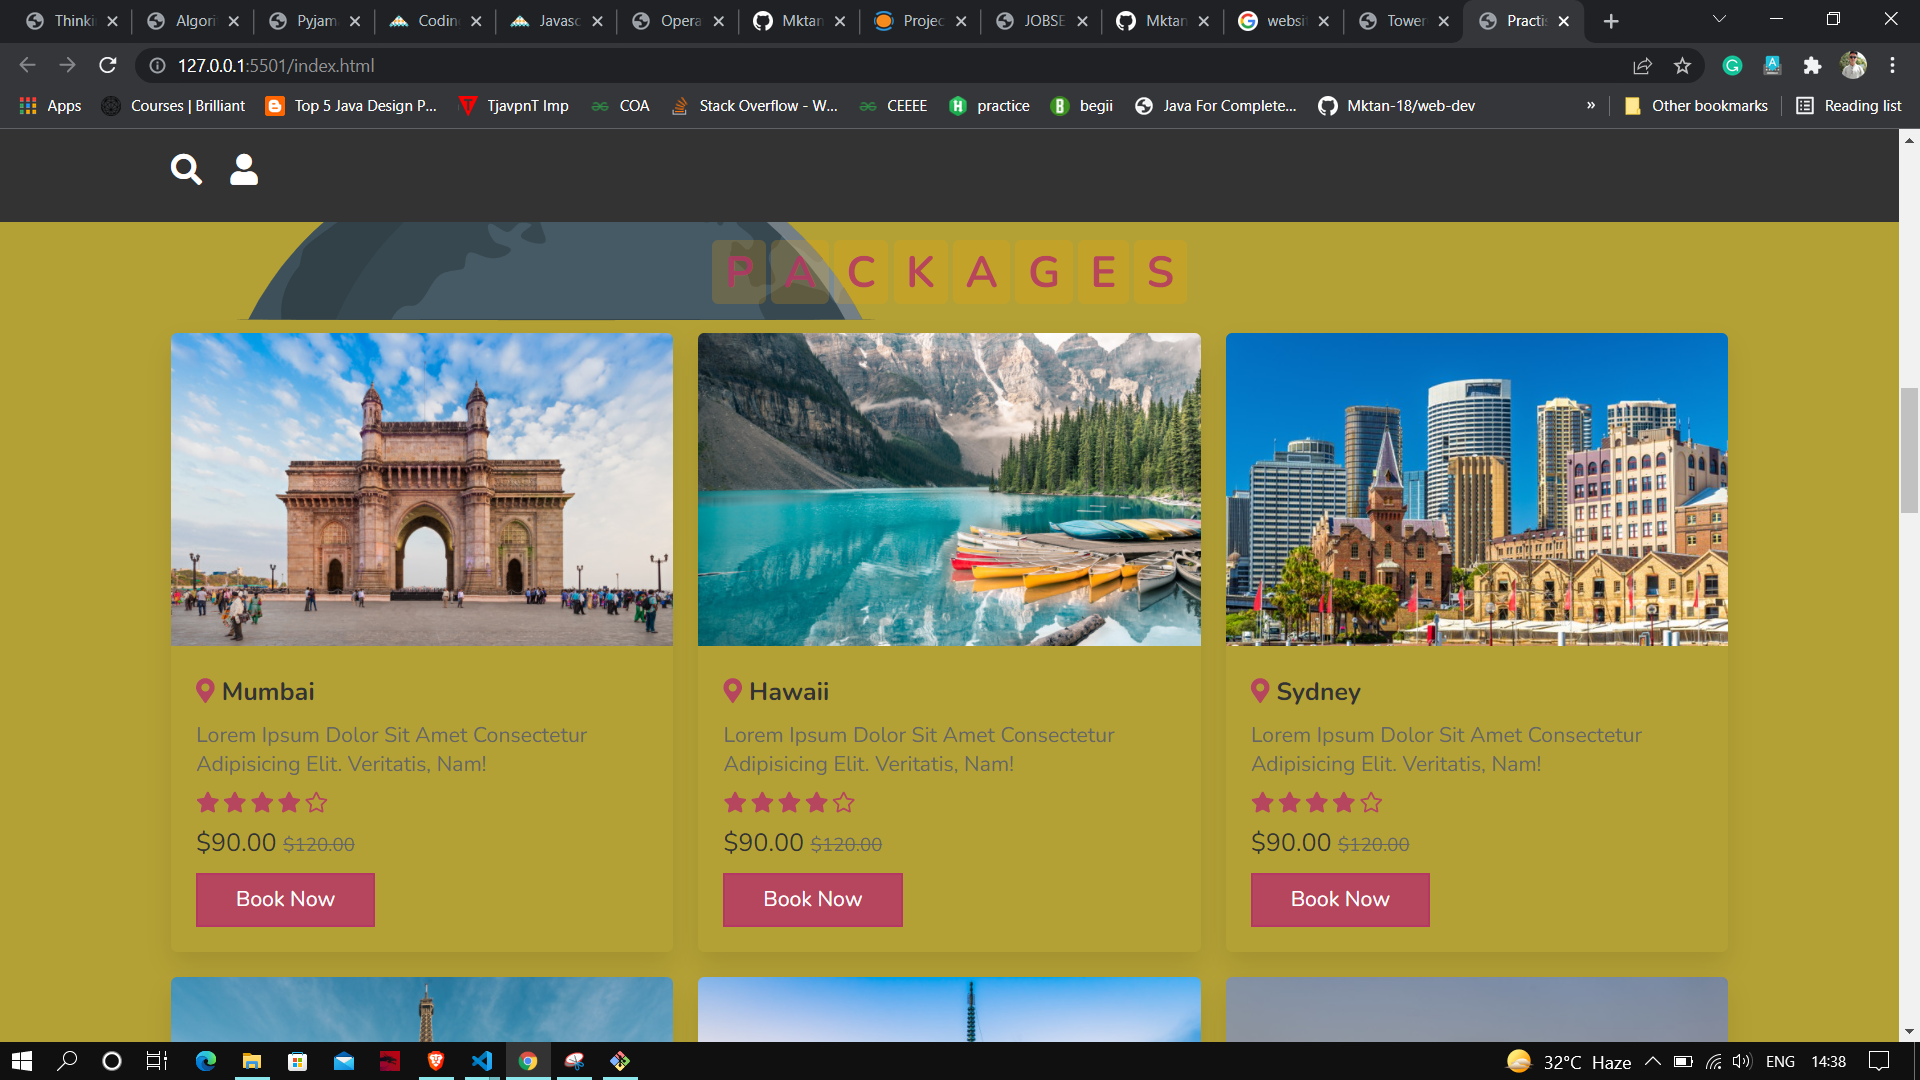 Thinki
Algori
Pyjam
Coding
Javasc
Opera
Mktan
Projec
JOBSE
Mktan
websit
Tower
Practis
127.0.0.1:5501/index.html
Apps
Courses | Brilliant
Top 5 Java Design P...
TjavpnT Imp
COA
Stack Overflow - W...
CEEEE
practice
begii
Java For Complete...
Mktan-18/web-dev
»
Other bookmarks
Reading list
PACKAGES
Mumbai
Lorem Ipsum Dolor Sit Amet Consectetur
Adipisicing Elit. Veritatis, Nam!
$90.00 $120.00
Book Now
Hawaii
Lorem Ipsum Dolor Sit Amet Consectetur
Adipisicing Elit. Veritatis, Nam!
$90.00 $120.00
Book Now
Sydney
Lorem Ipsum Dolor Sit Amet Consectetur
Adipisicing Elit. Veritatis, Nam!
$90.00 $120.00
Book Now
32°C Haze
ENG
14:38